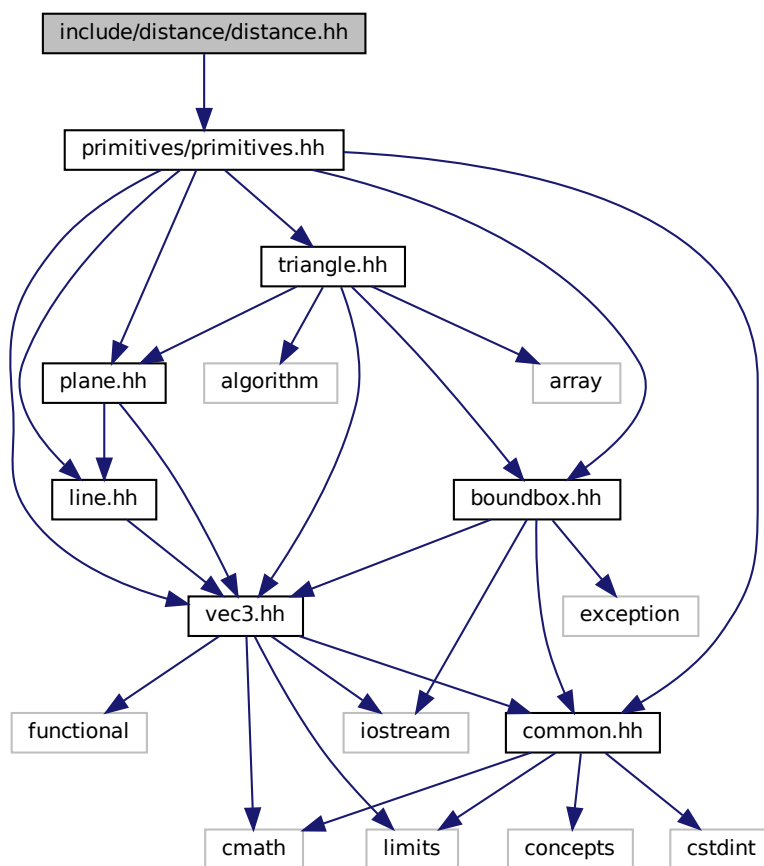 include/distance/distance.hh
primitives/primitives.hh
triangle.hh
plane.hh
algorithm
array
line.hh
boundbox.hh
vec3.hh
exception
functional
iostream
common.hh
cmath
limits
concepts
cstdint